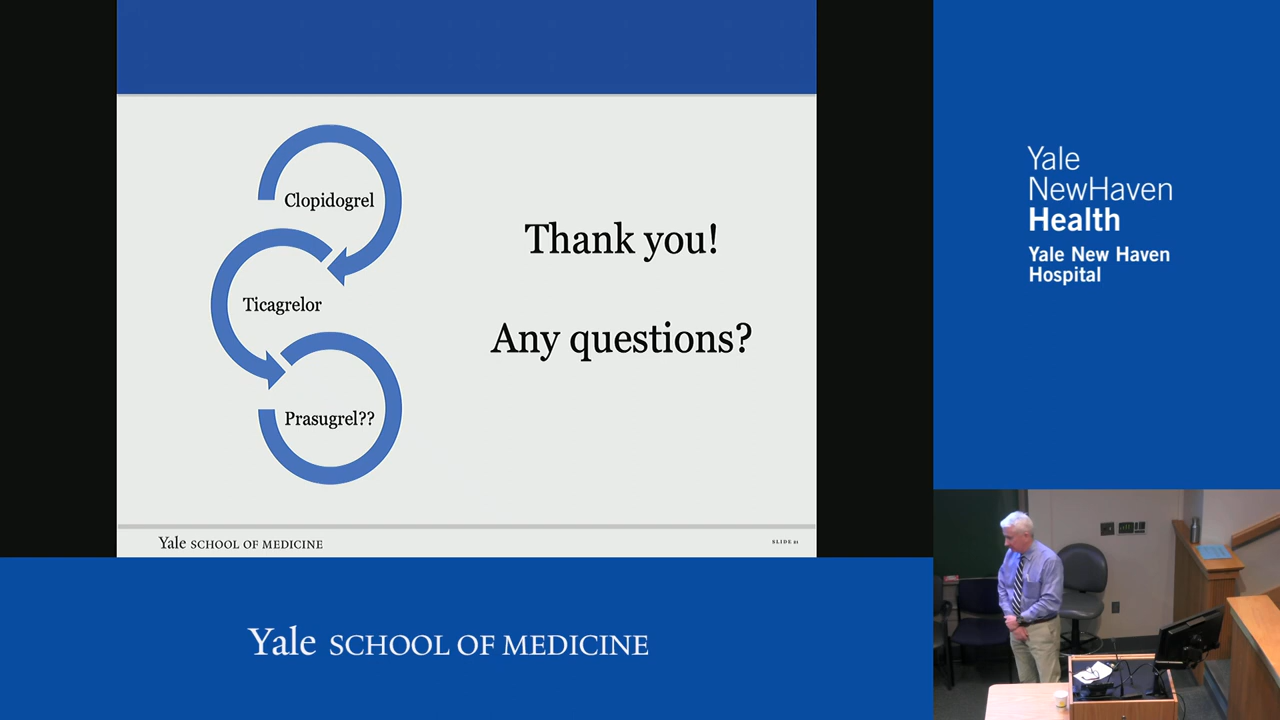 Clopidogrel
Ticagrelor
Prasugrel??
Thank you!
Any questions?
Yale SCHOOL OF MEDICINE
SLIDE 21
Yale
NewHaven
Health
Yale New Haven
Hospital
Yale SCHOOL OF MEDICINE